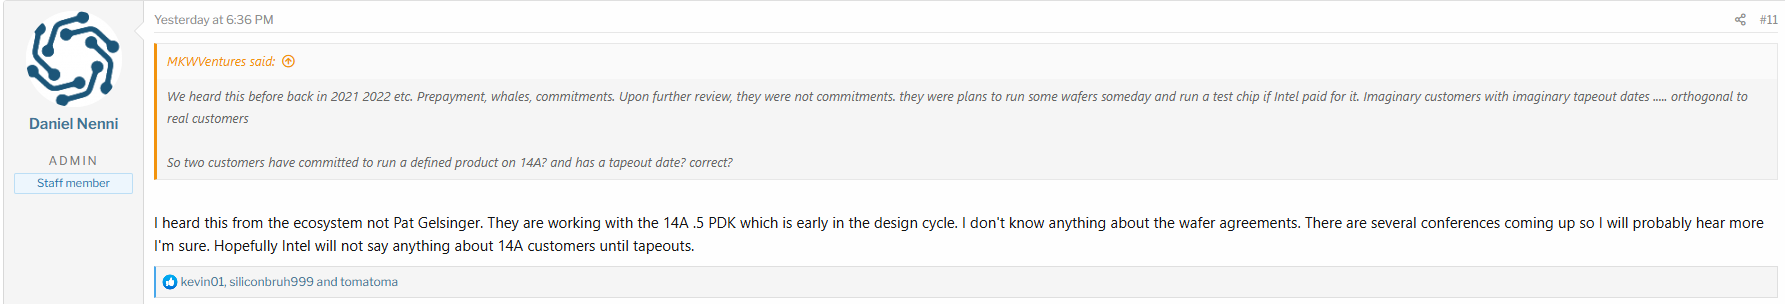 Yesterday at 6:36 PM
#11
MKWVentures said:
We heard this before back in 2021 2022 etc. Prepayment, whales, commitments. Upon further review, they were not commitments. they were plans to run some wafers someday and run a test chip if Intel paid for it. Imaginary customers with imaginary tapeout dates ..... orthogonal to
real customers
So two customers have committed to run a defined product on 14A? and has a tapeout date? correct?
Daniel Nenni
ADMIN
Staff member
I heard this from the ecosystem not Pat Gelsinger. They are working with the 14A .5 PDK which is early in the design cycle. I don't know anything about the wafer agreements. There are several conferences coming up so I will probably hear more
I'm sure. Hopefully Intel will not say anything about 14A customers until tapeouts.
kevin01, siliconbruh999 and tomatoma